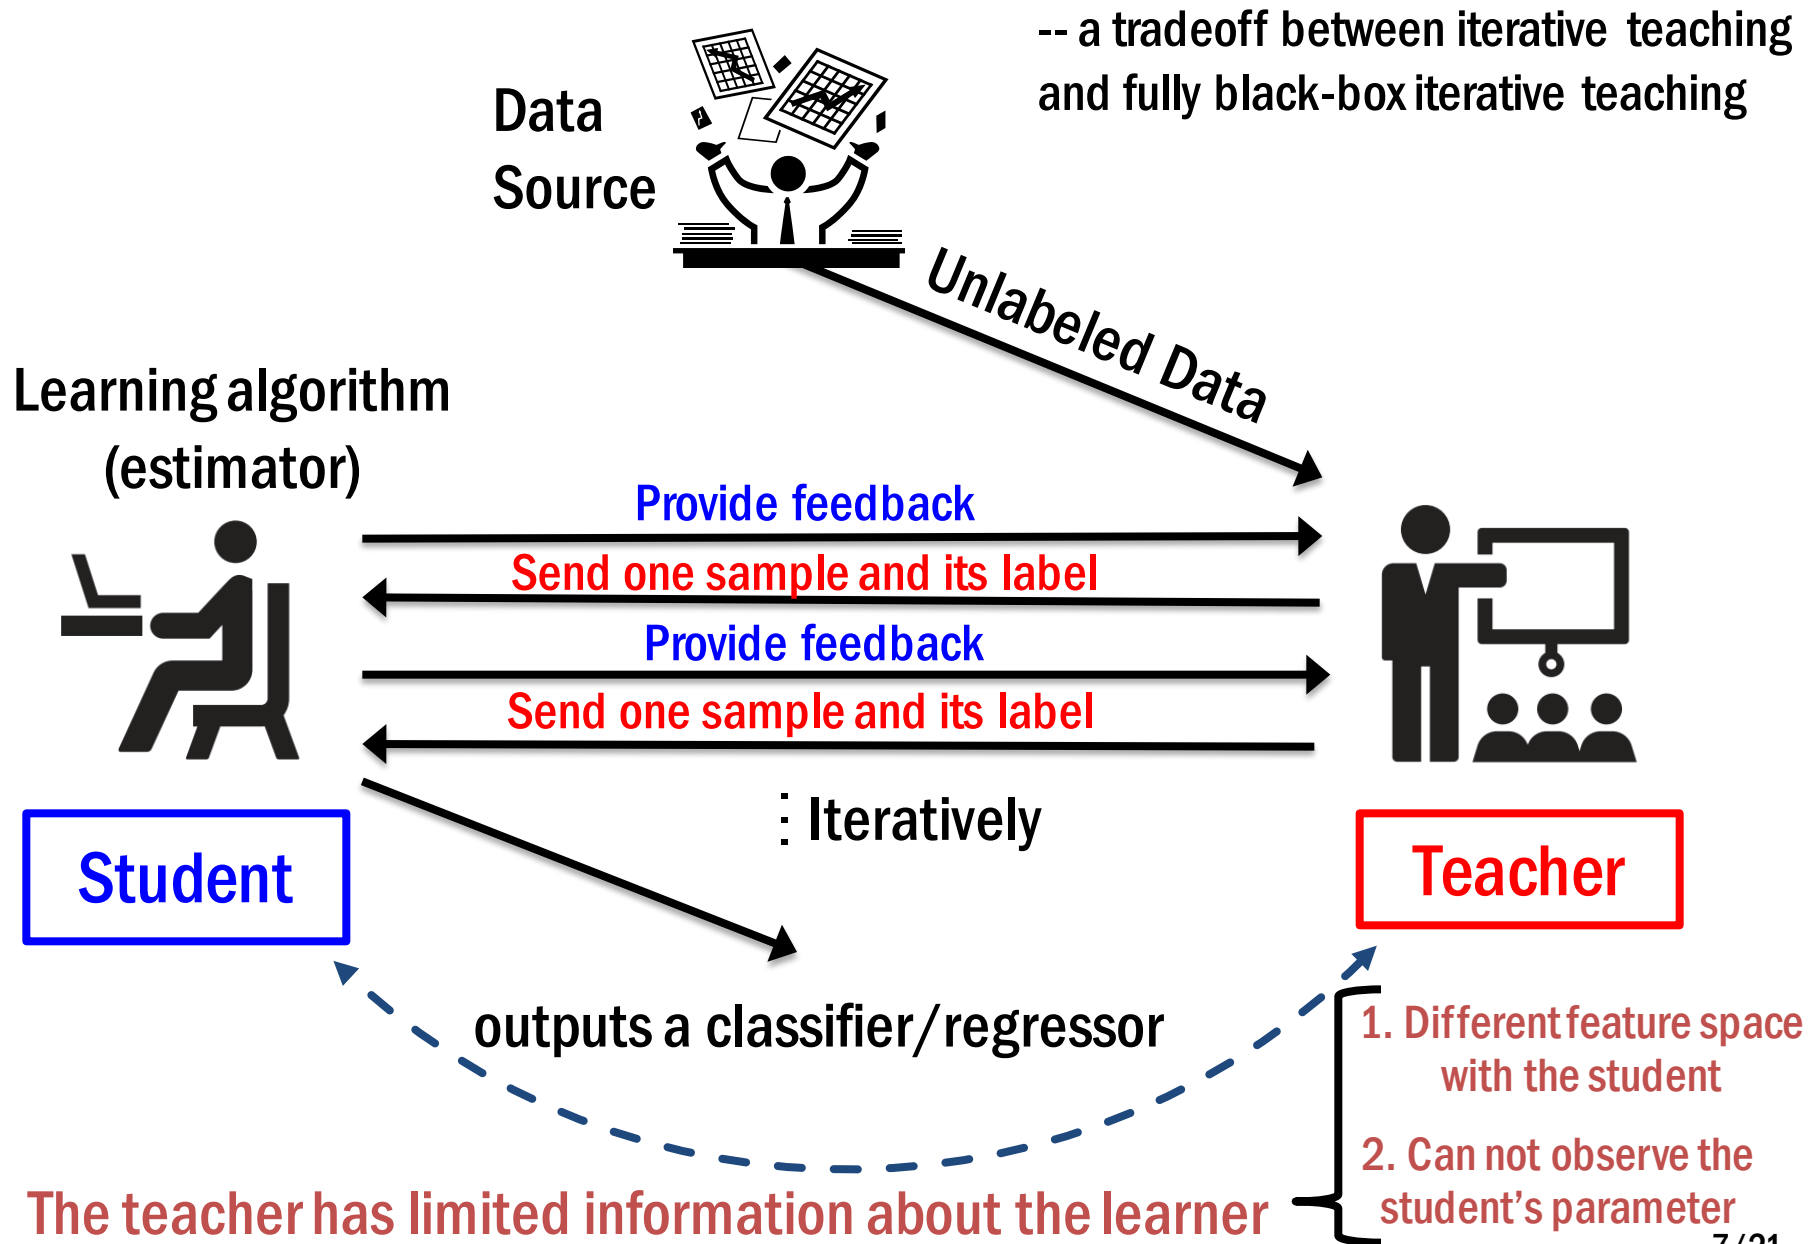 -- a tradeoff between iterative teaching
and fully black-box iterative teaching
Data
Source
Unlabeled Data
Learning algorithm
(estimator)
Provide feedback
Send one sample and its label
Provide feedback
Send one sample and its label
Iteratively
Student
Teacher
outputs a classifier/regressor
1. Different feature space
with the student
2. Can not observe the
student's parameter
The teacher has limited information about the learner
7/21